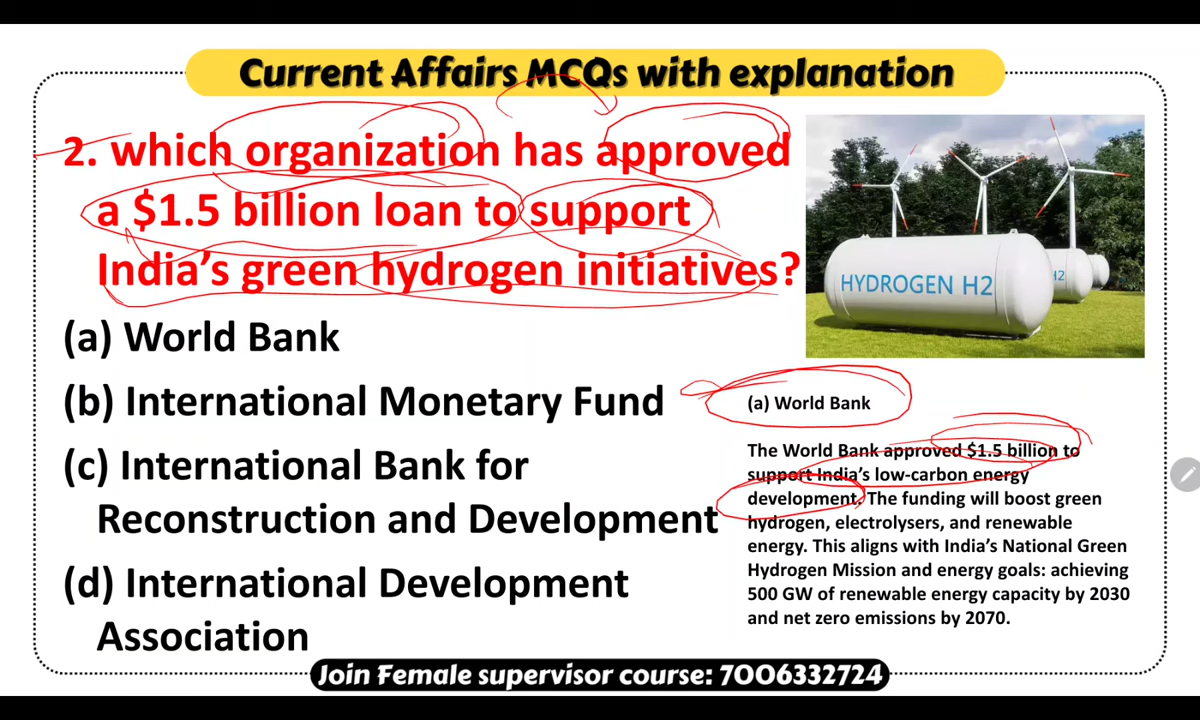 Current Affairs MCQs with explanation
2. which organization has approved
a $1.5 billion loan to support
India's green hydrogen initiatives?
(a) World Bank
(b) International Monetary Fund
(c) International Bank for
Reconstruction and Development
(d) International Development
Association
HYDROGEN H2
H2
(a) World Bank
The World Bank approved $1.5 billion to
support India's low-carbon energy
development. The funding will boost green
hydrogen, electrolysers, and renewable
energy. This aligns with India's National Green
Hydrogen Mission and energy goals: achieving
500 GW of renewable energy capacity by 2030
and net zero emissions by 2070.
Join Female supervisor course: 7006332724